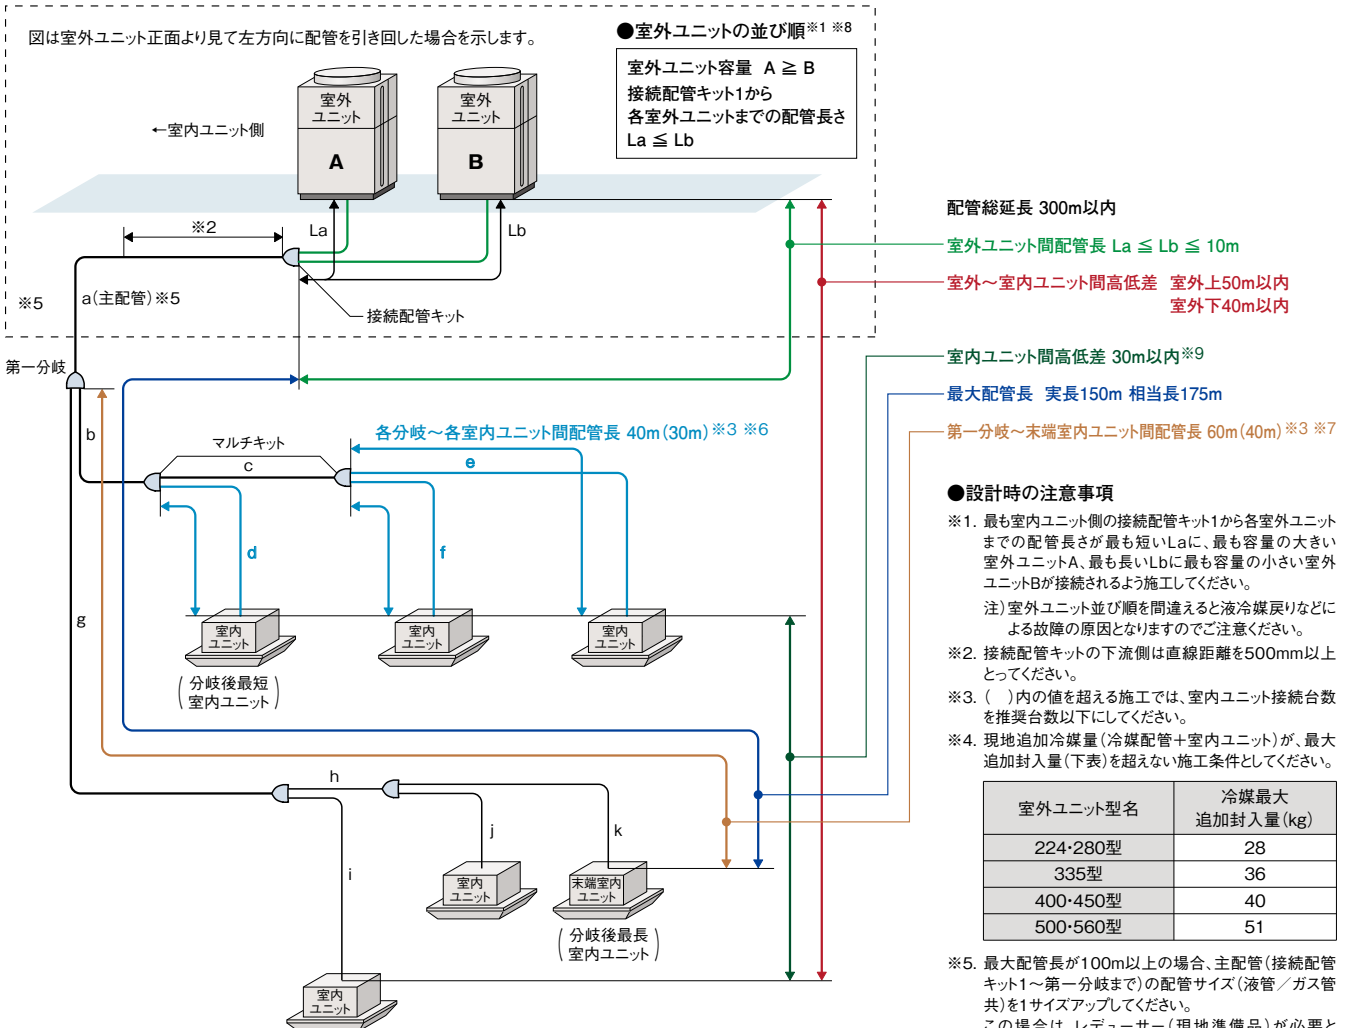 図は室外ユニット正面より見て左方向に配管を引き回した場合を示します。
●室外ユニットの並び順※1 ※8
室外ユニット容量 A ≧ B
接続配管キット1から
各室外ユニットまでの配管長さ
La ≦ Lb
←室内ユニット側
室外
ユニット
A
室外
ユニット
B
※2
La
Lb
a(主配管)※5
※5
接続配管キット
第一分岐
配管総延長 300m以内
室外ユニット間配管長 La ≦ Lb ≦ 10m
室外～室内ユニット間高低差 室外上50m以内
室外下40m以内
室内ユニット間高低差 30m以内※9
最大配管長 実長150m 相当長175m
第一分岐～末端室内ユニット間配管長 60m(40m)※3 ※7
b
マルチキット
c
各分岐～各室内ユニット間配管長 40m(30m)※3 ※6
e
d
f
g
室内
ユニット
(分岐後最短
室内ユニット)
室内
ユニット
室内
ユニット
h
i
j
k
室内
ユニット
末端室内
ユニット
(分岐後最長
室内ユニット)
室内
ユニット
●設計時の注意事項
※1. 最も室内ユニット側の接続配管キット1から各室外ユニット
までの配管長さが最も短いLaに、最も容量の大きい
室外ユニットA、最も長いLbに最も容量の小さい室外
ユニットBが接続されるよう施工してください。
注)室外ユニット並び順を間違えると液冷媒戻りなどに
よる故障の原因となりますのでご注意ください。
※2. 接続配管キットの下流側は直線距離を500mm以上
とってください。
※3. ( )内の値を超える施工では、室内ユニット接続台数
を推奨台数以下にしてください。
※4. 現地追加冷媒量(冷媒配管＋室内ユニット)が、最大
追加封入量(下表)を超えない施工条件としてください。
室外ユニット型名 冷媒最大
追加封入量(kg)
224・280型 28
335型 36
400・450型 40
500・560型 51
※5. 最大配管長が100m以上の場合、主配管(接続配管
キット1～第一分岐まで)の配管サイズ(液管／ガス管
共)を1サイズアップしてください。
この場合は、レデューサー(現地準備品)が必要と